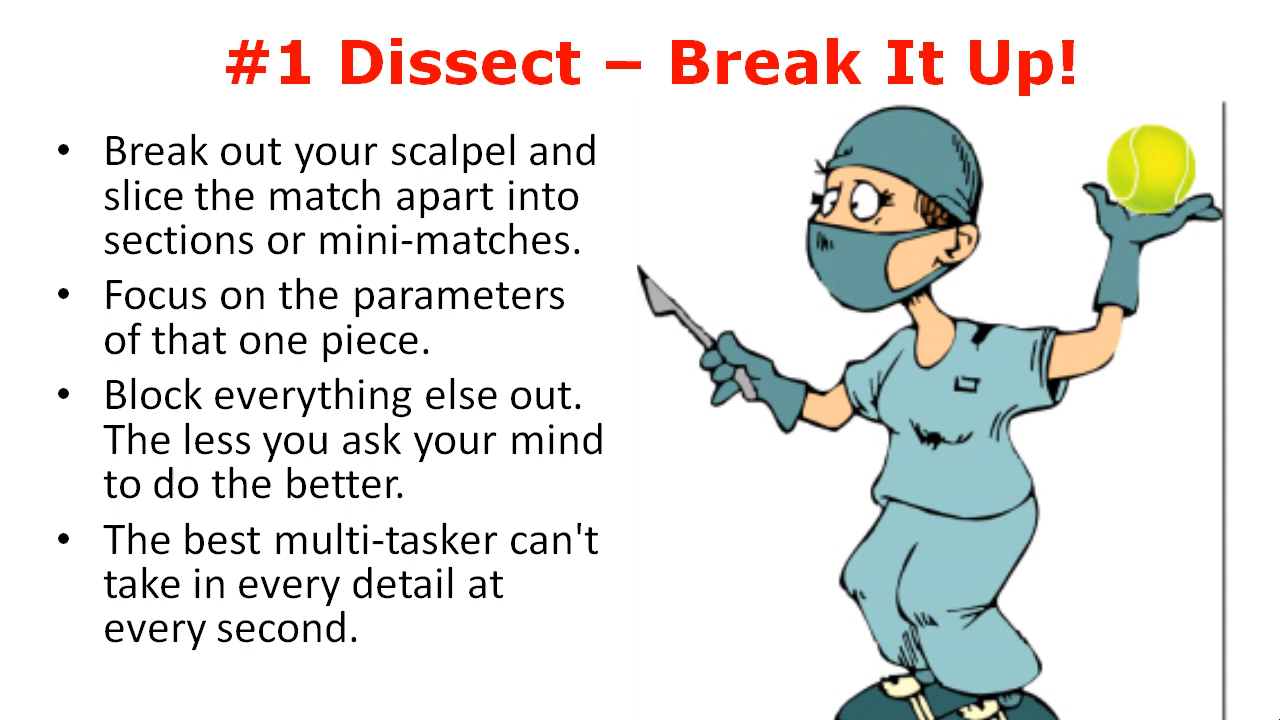 #1 Dissect – Break It Up!
• Break out your scalpel and
slice the match apart into
sections or mini-matches.
• Focus on the parameters
of that one piece.
• Block everything else out.
The less you ask your mind
to do the better.
• The best multi-tasker can't
take in every detail at
every second.